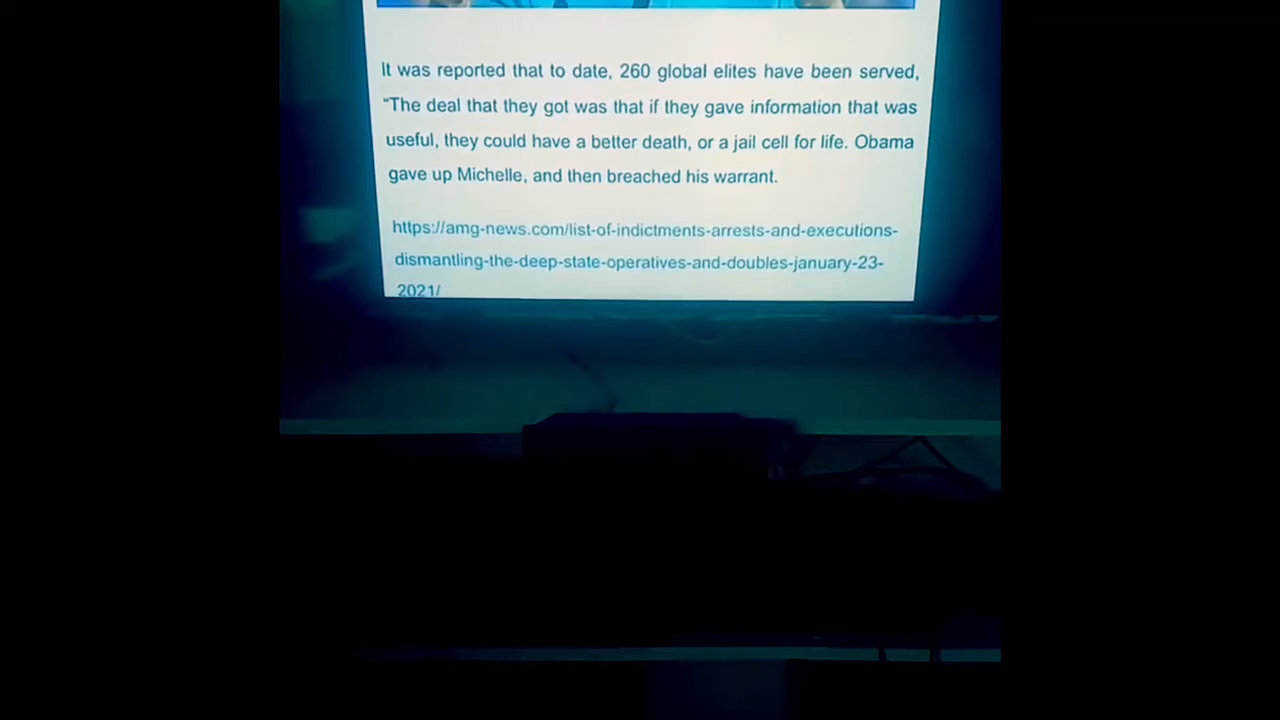 It was reported that to date, 260 global elites have been served,
“The deal that they got was that if they gave information that was
useful, they could have a better death, or a jail cell for life. Obama
gave up Michelle, and then breached his warrant.
https://amg-news.com/list-of-indictments-arrests-and-executions-
dismantling-the-deep-state-operatives-and-doubles-january-23-
2021/